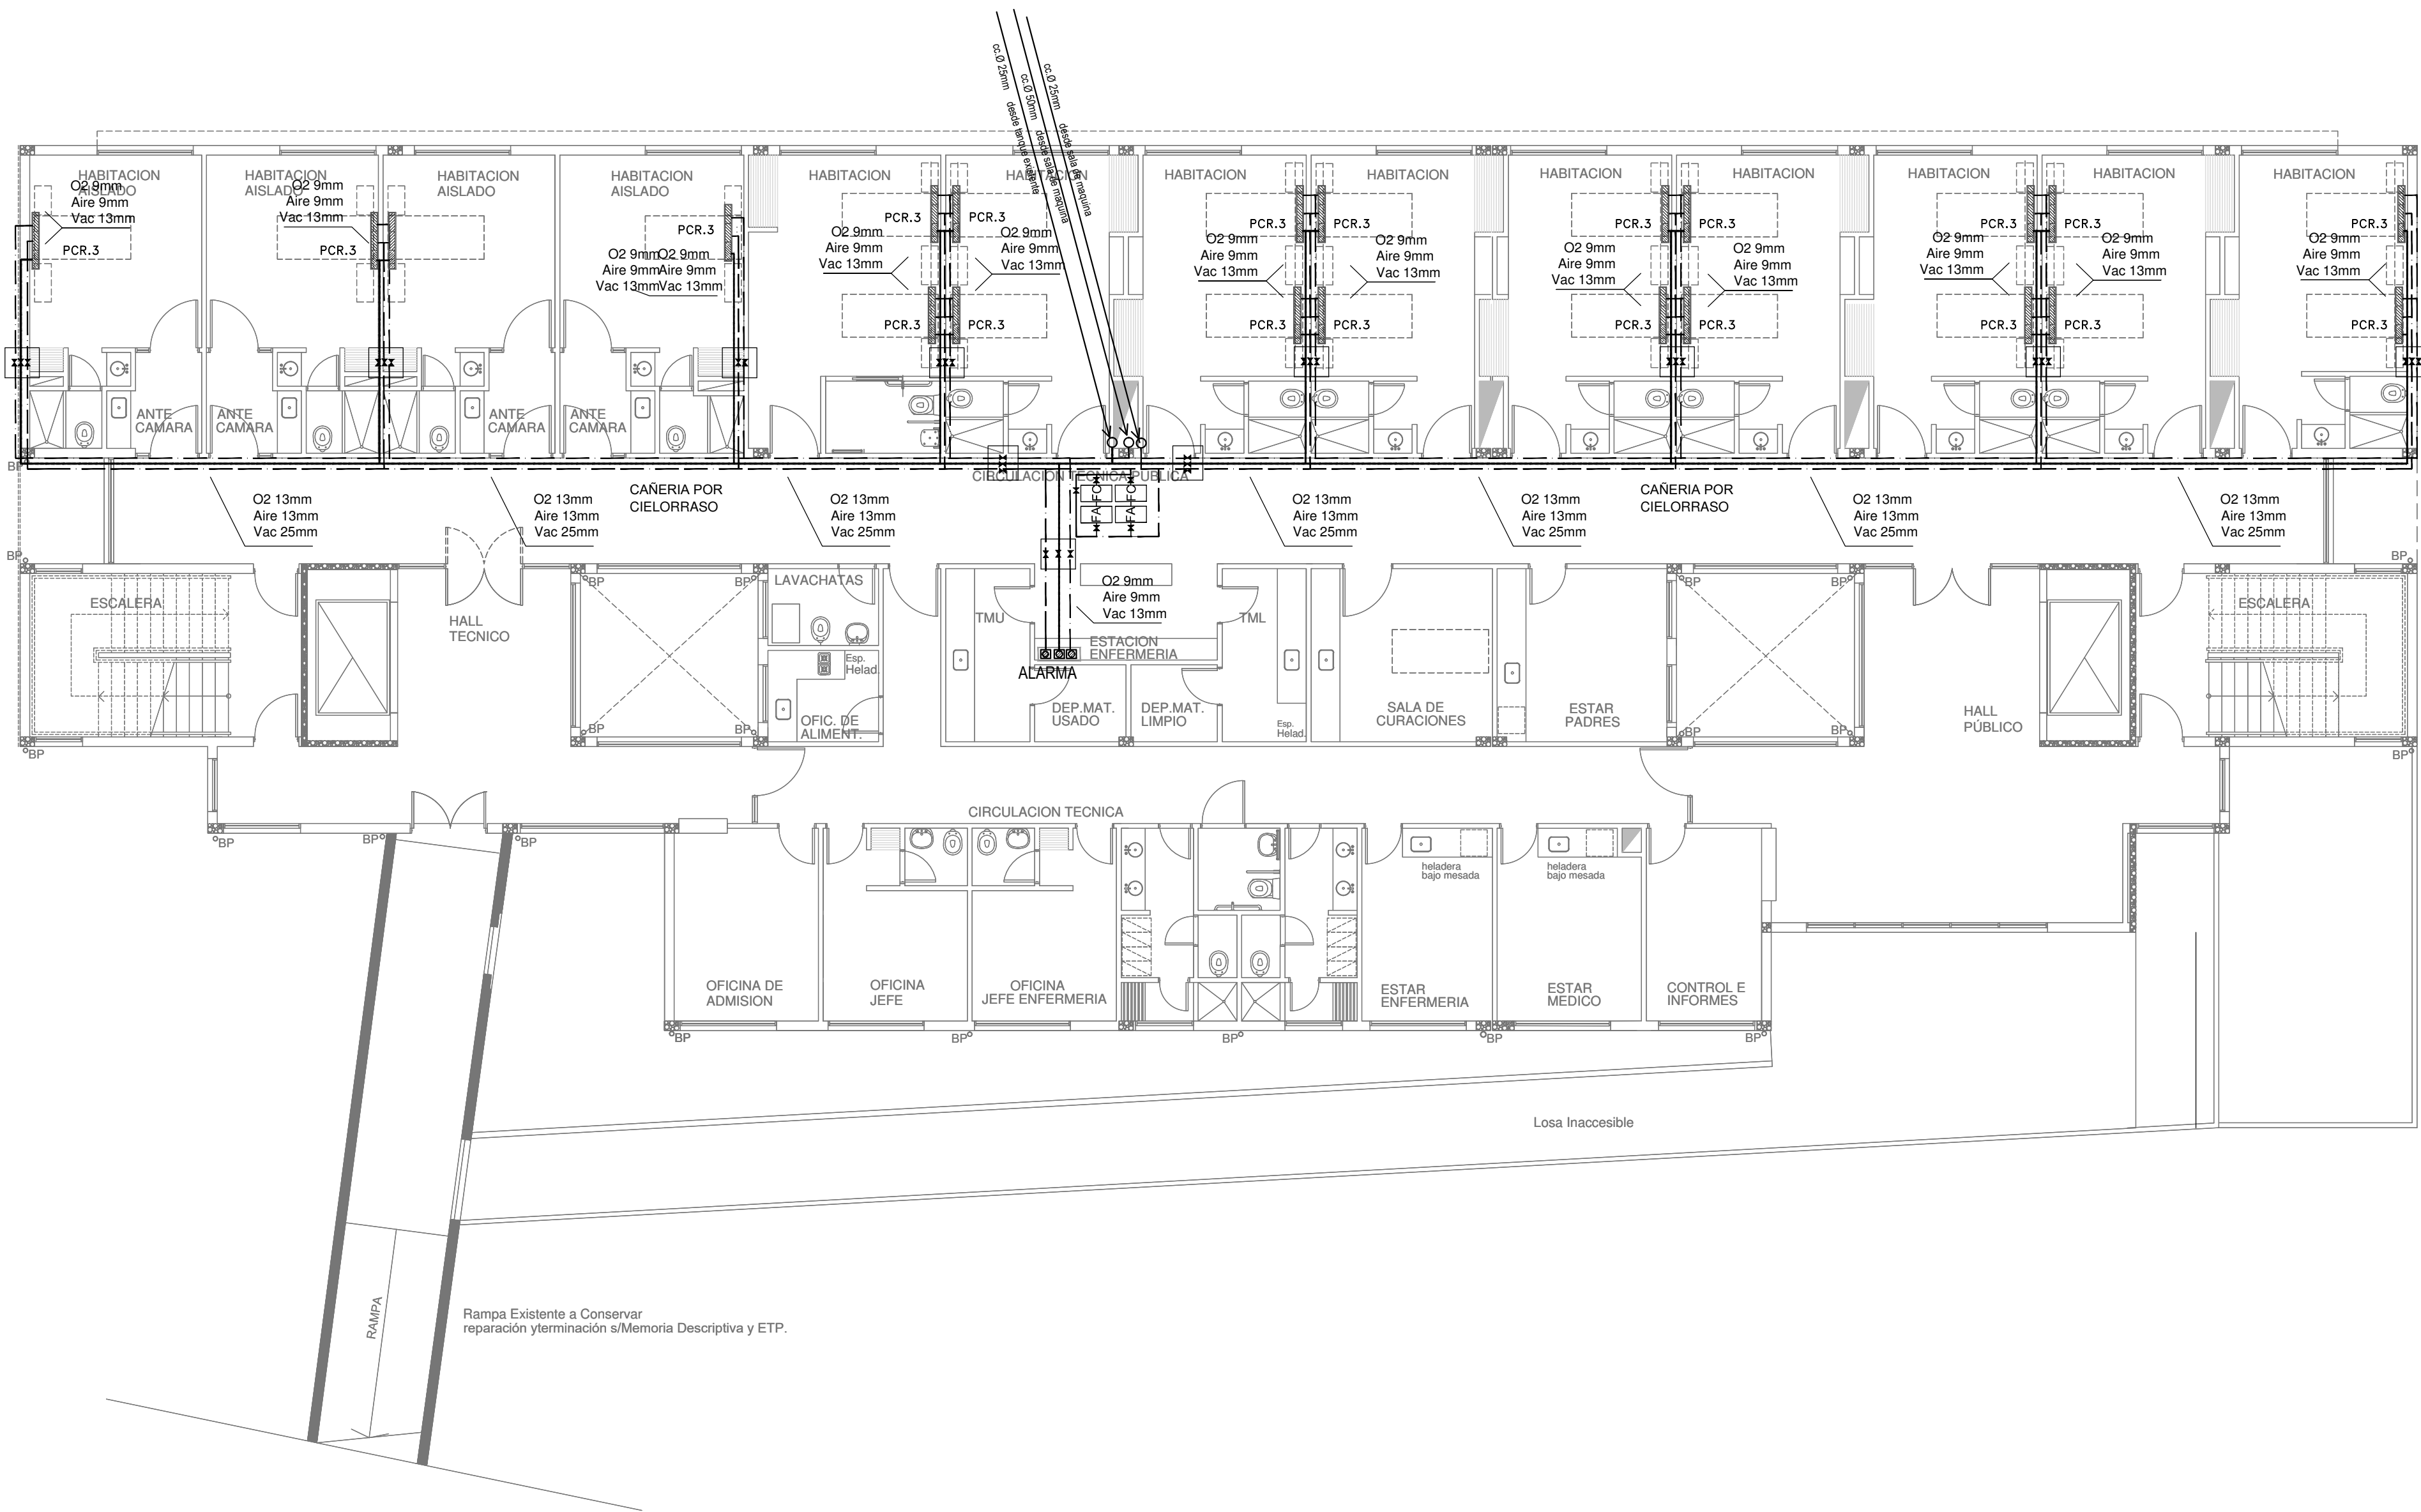 cc.Ø 25mm desde tanque existente
cc.Ø 50mm desde sala de maquina
cc.Ø 25mm desde sala de maquina
HABITACION
AISLADO
O2 9mm
Aire 9mm
Vac 13mm
PCR.3
HABITACION
AISLADO
O2 9mm
Aire 9mm
Vac 13mm
PCR.3
HABITACION
AISLADO
HABITACION
AISLADO
PCR.3
O2 9mm
Aire 9mm
Vac 13mm
O2 9mm
Aire 9mm
Vac 13mm
HABITACION
PCR.3
O2 9mm
Aire 9mm
Vac 13mm
PCR.3
HABITACION
PCR.3
O2 9mm
Aire 9mm
Vac 13mm
PCR.3
HABITACION
PCR.3
O2 9mm
Aire 9mm
Vac 13mm
PCR.3
HABITACION
PCR.3
O2 9mm
Aire 9mm
Vac 13mm
PCR.3
HABITACION
PCR.3
O2 9mm
Aire 9mm
Vac 13mm
PCR.3
HABITACION
PCR.3
O2 9mm
Aire 9mm
Vac 13mm
PCR.3
HABITACION
PCR.3
O2 9mm
Aire 9mm
Vac 13mm
PCR.3
HABITACION
PCR.3
O2 9mm
Aire 9mm
Vac 13mm
PCR.3
HABITACION
PCR.3
O2 9mm
Aire 9mm
Vac 13mm
PCR.3
ANTE
CAMARA
ANTE
CAMARA
ANTE
CAMARA
ANTE
CAMARA
BP
CIRCULACION TECNICA PUBLICA
FA-FC
FA-FC
O2 13mm
Aire 13mm
Vac 25mm
O2 13mm
Aire 13mm
Vac 25mm
CAÑERIA POR
CIELORRASO
O2 13mm
Aire 13mm
Vac 25mm
O2 13mm
Aire 13mm
Vac 25mm
O2 13mm
Aire 13mm
Vac 25mm
CAÑERIA POR
CIELORRASO
O2 13mm
Aire 13mm
Vac 25mm
O2 13mm
Aire 13mm
Vac 25mm
BP
BP
ESCALERA
HALL
TECNICO
BP
BP
BP
BP
LAVACHATAS
Esp.
Helad.
OFIC. DE
ALIMENT.
TMU
O2 9mm
Aire 9mm
Vac 13mm
ESTACION
ENFERMERIA
ALARMA
TML
DEP.MAT.
USADO
DEP.MAT.
LIMPIO
Esp.
Helad.
SALA DE
CURACIONES
ESTAR
PADRES
BP
BP
BP
BP
HALL
PÚBLICO
ESCALERA
BP
BP
CIRCULACION TECNICA
BP
BP
BP
OFICINA DE
ADMISION
OFICINA
JEFE
OFICINA
JEFE ENFERMERIA
heladera
bajo mesada
ESTAR
ENFERMERIA
heladera
bajo mesada
ESTAR
MEDICO
CONTROL E
INFORMES
BP
BP
BP
BP
BP
Losa Inaccesible
RAMPA
Rampa Existente a Conservar
reparación yterminación s/Memoria Descriptiva y ETP.